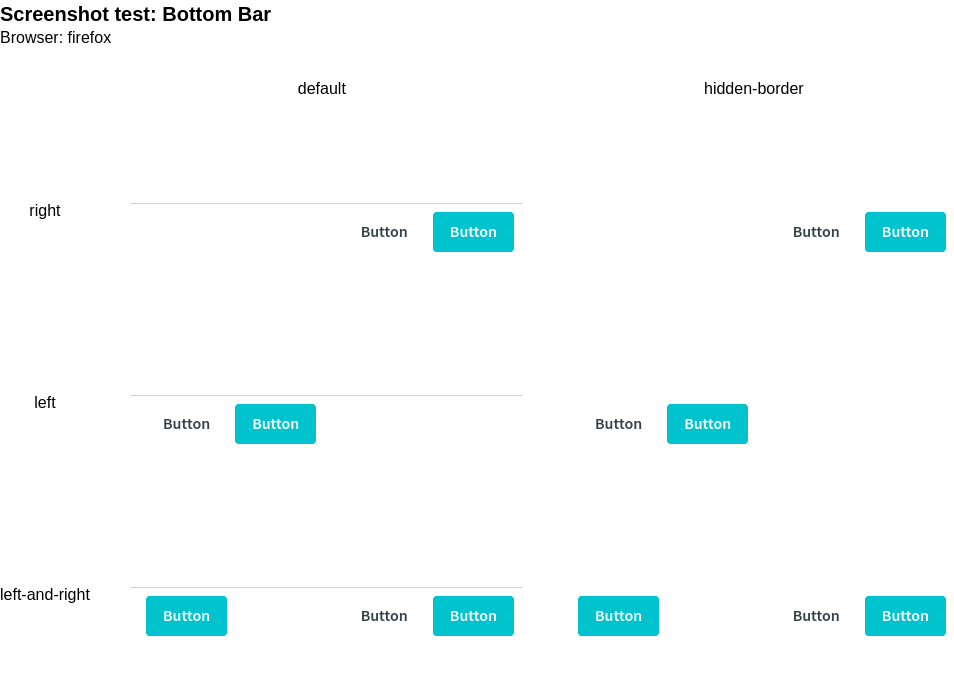 Screenshot test: Bottom Bar
Browser: firefox
default hidden-border
right
Button Button Button Button
left
Button Button Button Button
left-and-right
Button Button Button Button Button Button